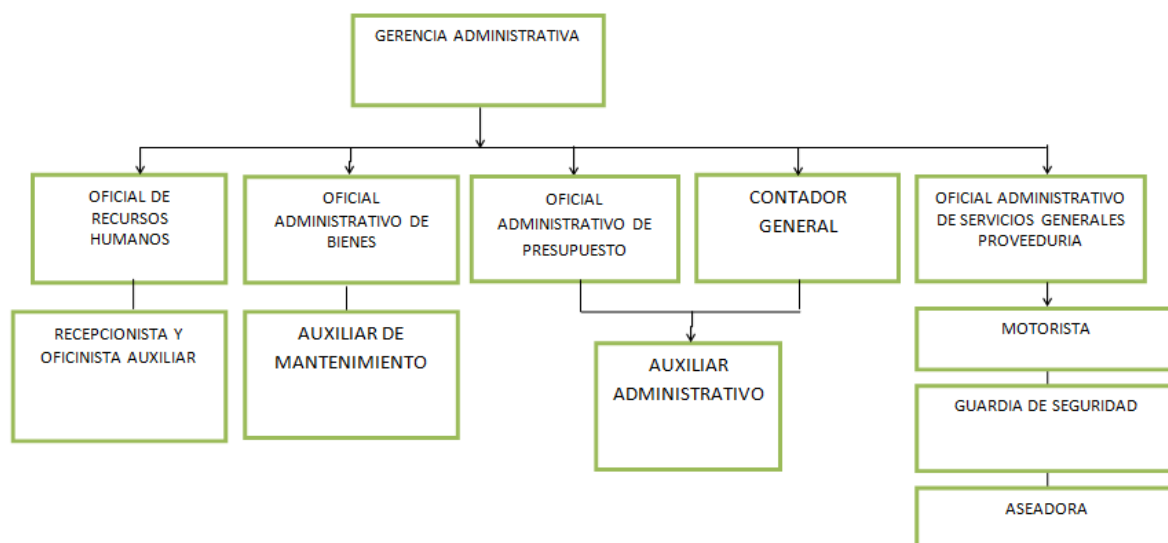 GERENCIA ADMINISTRATIVA
OFICIAL DE
RECURSOS
HUMANOS
OFICIAL
ADMINISTRATIVO DE
BIENES
OFICIAL
ADMINISTRATIVO DE
PRESUPUESTO
CONTADOR
GENERAL
OFICIAL ADMINISTRATIVO
DE SERVICIOS GENERALES
PROVEEDURIA
RECEPCIONISTA Y
OFICINISTA AUXILIAR
AUXILIAR DE
MANTENIMIENTO
AUXILIAR
ADMINISTRATIVO
MOTORISTA
GUARDIA DE SEGURIDAD
ASEADORA